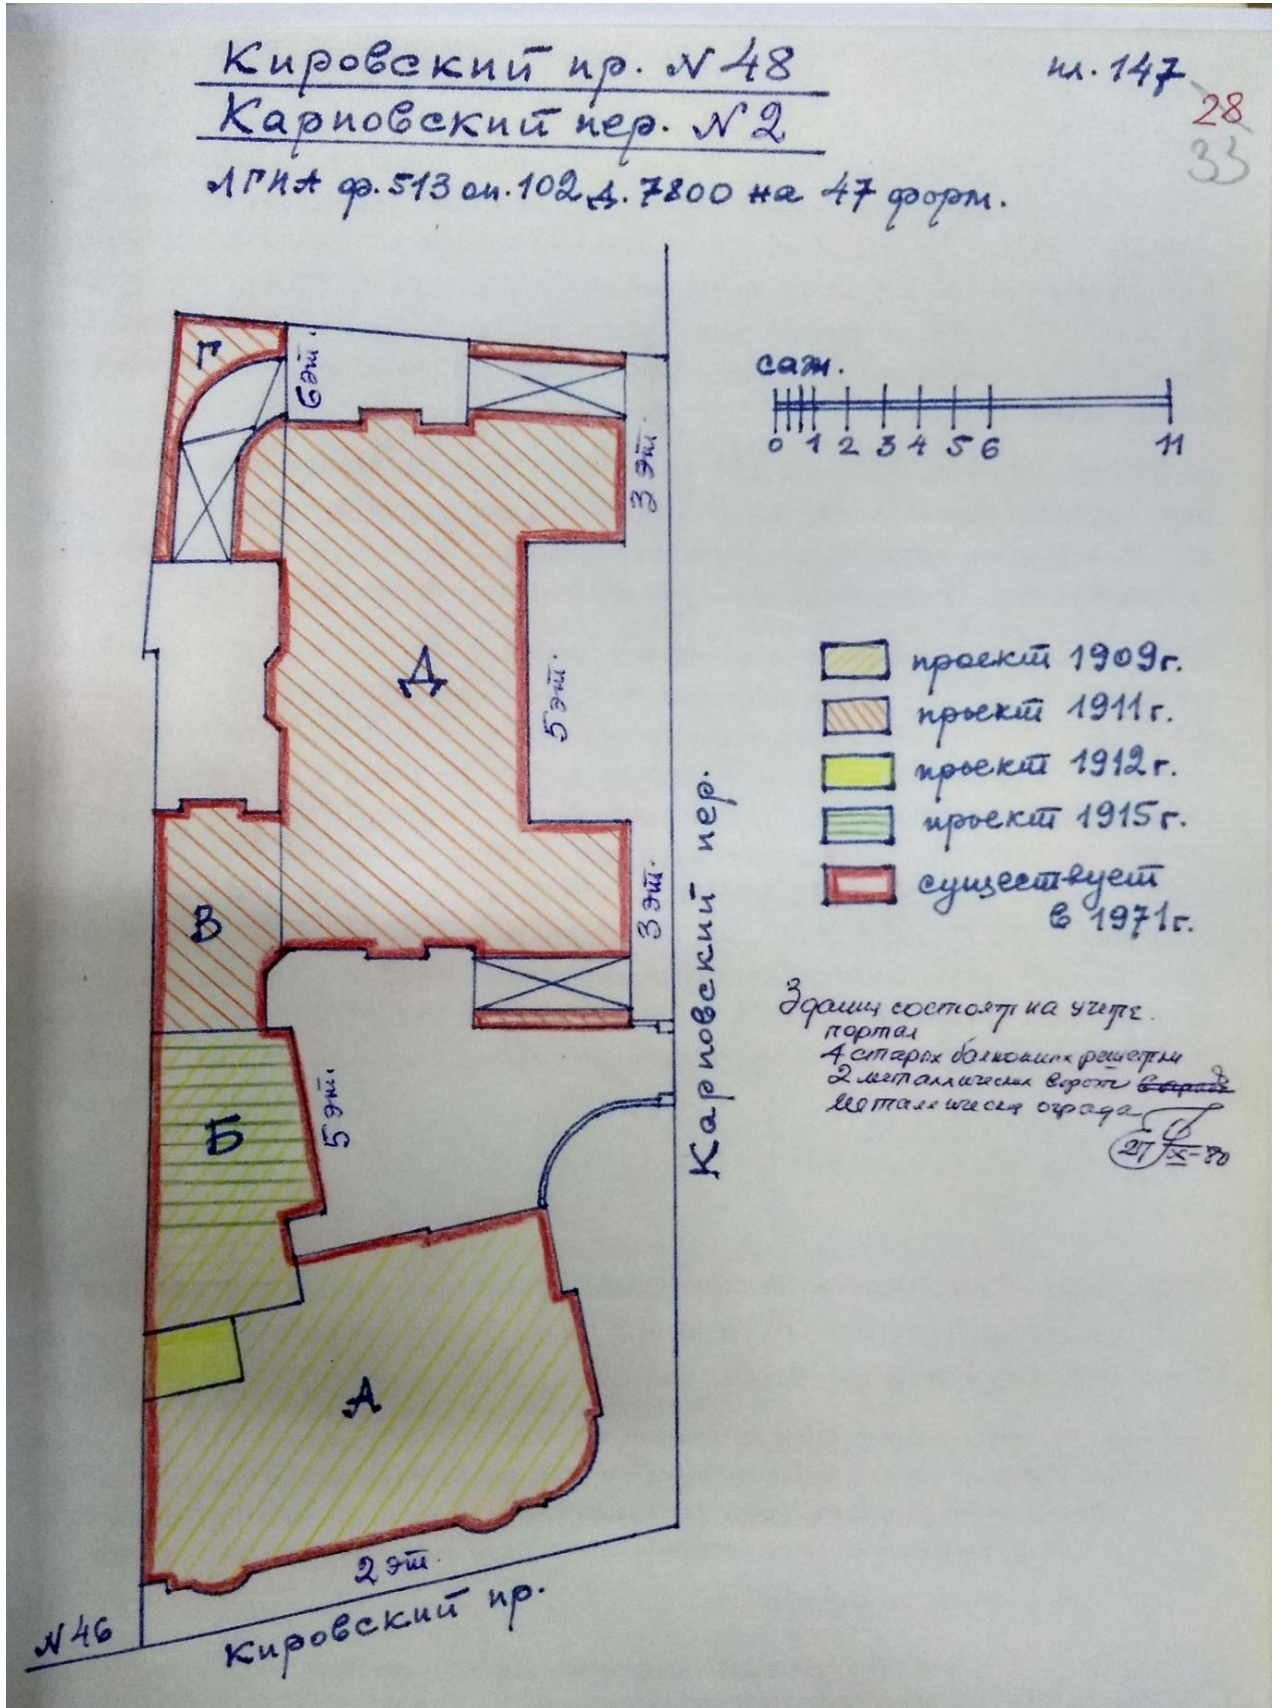 Кировский пр. N 48
Карповский пер. N 2
пл. 147
28
33
ЛГИА ф. 513 оп. 102 д. 7800 на 47 форм.
Г
6 эт.
3 эт.
саж.
0 1 2 3 4 5 6 11
Д
5 эт.
проект 1909 г.
проект 1911 г.
проект 1912 г.
проект 1915 г.
существует
в 1971 г.
Карповский пер.
В
3 эт.
Здания состоят на учете.
портал
4 старых балконных решетки
2 металлических ворот
металлическая ограда
27 X-80
Б
5 эт.
А
2 эт.
Кировский пр.
N 46